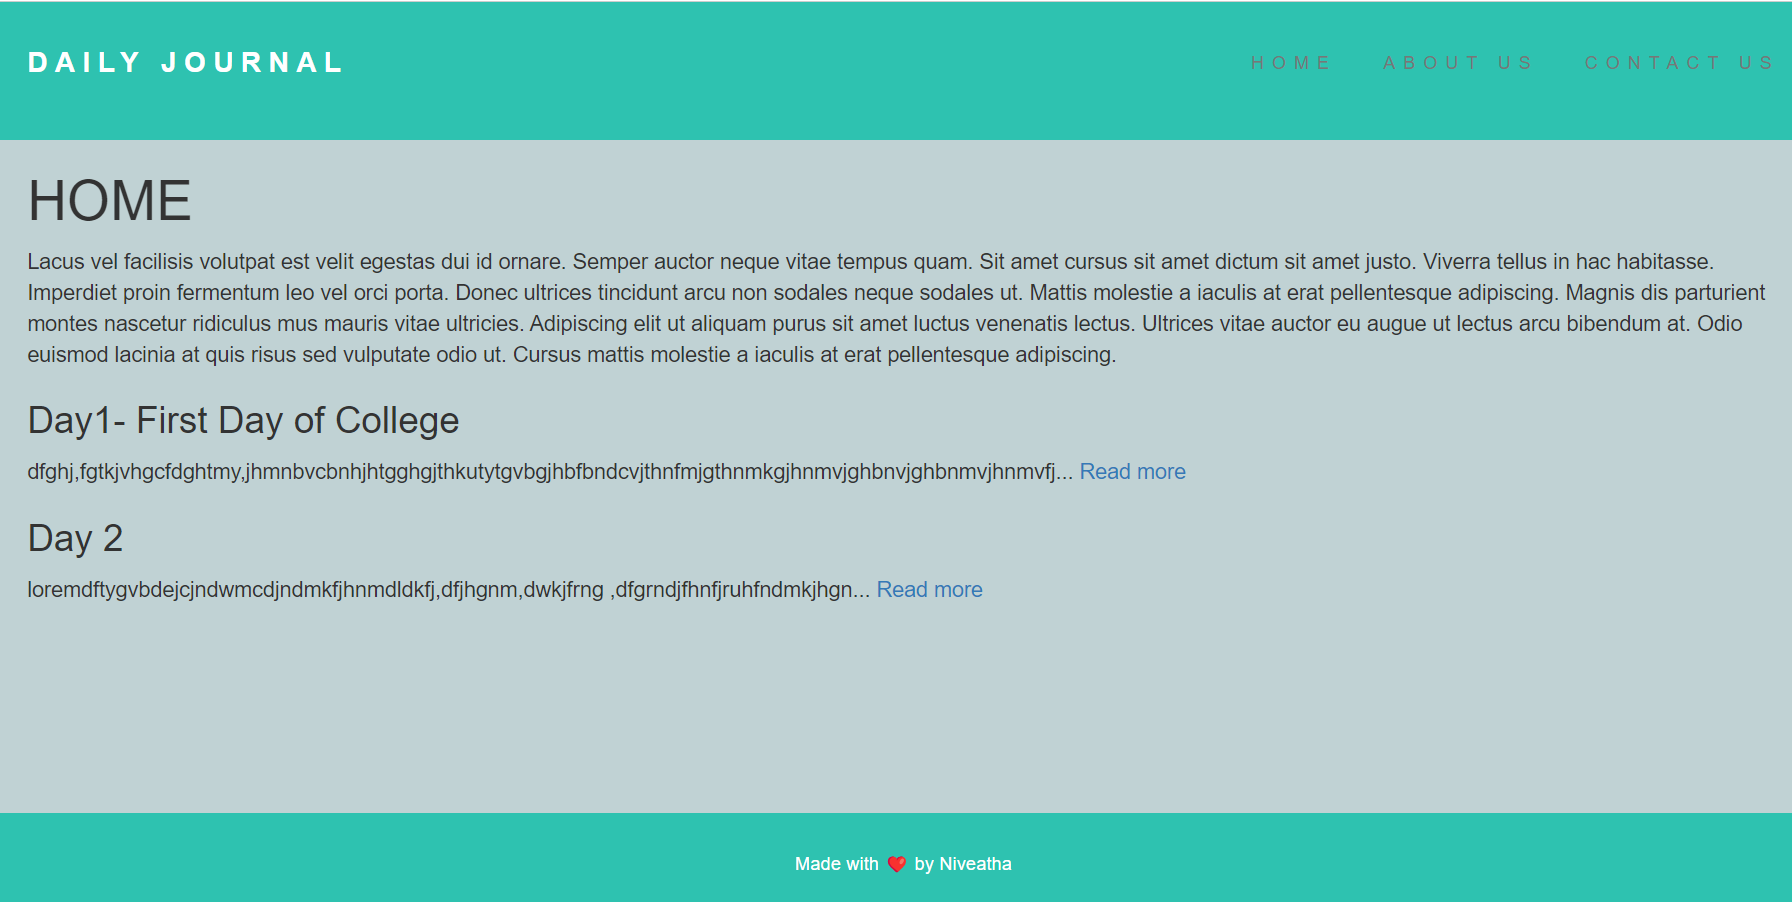 DAILY JOURNAL
HOME ABOUT US CONTACT US
HOME
Lacus vel facilisis volutpat est velit egestas dui id ornare. Semper auctor neque vitae tempus quam. Sit amet cursus sit amet dictum sit amet justo. Viverra tellus in hac habitasse.
Imperdiet proin fermentum leo vel orci porta. Donec ultrices tincidunt arcu non sodales neque sodales ut. Mattis molestie a iaculis at erat pellentesque adipiscing. Magnis dis parturient
montes nascetur ridiculus mus mauris vitae ultricies. Adipiscing elit ut aliquam purus sit amet luctus venenatis lectus. Ultrices vitae auctor eu augue ut lectus arcu bibendum at. Odio
euismod lacinia at quis risus sed vulputate odio ut. Cursus mattis molestie a iaculis at erat pellentesque adipiscing.
Day1- First Day of College
dfghj,fgtkjvhgcfdghtmy,jhmnbvcbnhjhtgghgjthkutytgvbgjhbfbndcvjthnfmjgthnmkgjhnmvjghbnvjghbnmvjhnmvfj... Read more
Day 2
loremdftygvbdejcjndwmcdjndmkfjhnmdldkfj,dfjhgnm,dwkjfrng ,dfgrndjfhnfjruhfndmkjhgn... Read more
Made with ❤️ by Niveatha